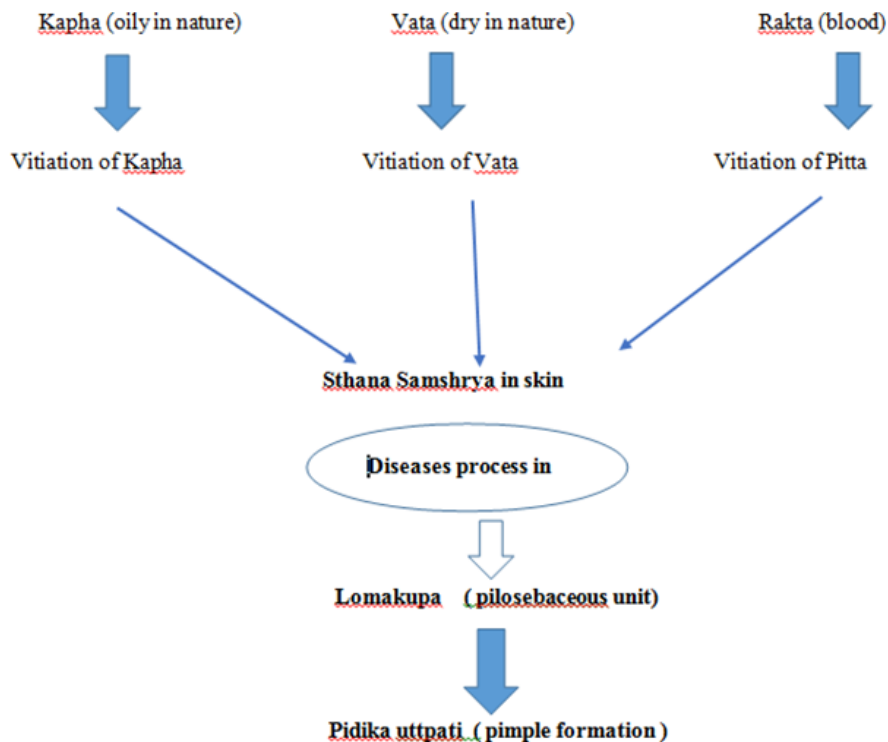 Kapha (oily in nature) Vata (dry in nature) Rakta (blood)
Vitiation of Kapha Vitiation of Vata Vitiation of Pitta
Sthana Samshrya in skin
Diseases process in
Lomakupa ( pilosebaceous unit)
Pidika uttpati ( pimple formation )